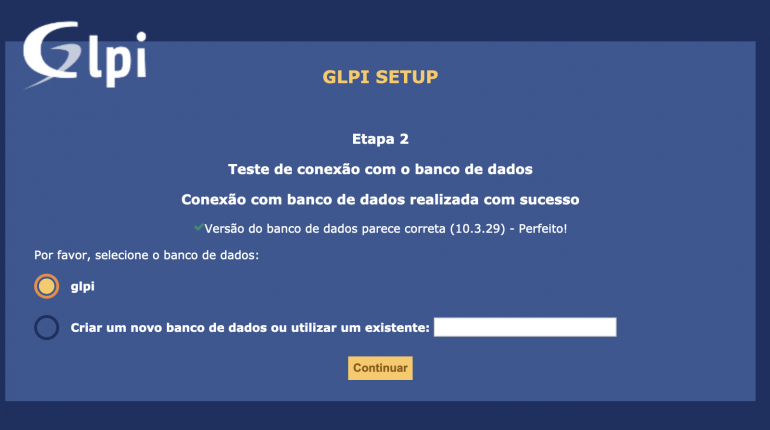 Glpi
GLPI SETUP
Etapa 2
Teste de conexão com o banco de dados
Conexão com banco de dados realizada com sucesso
Versão do banco de dados parece correta (10.3.29) - Perfeito!
Por favor, selecione o banco de dados:
glpi
Criar um novo banco de dados ou utilizar um existente:
Continuar